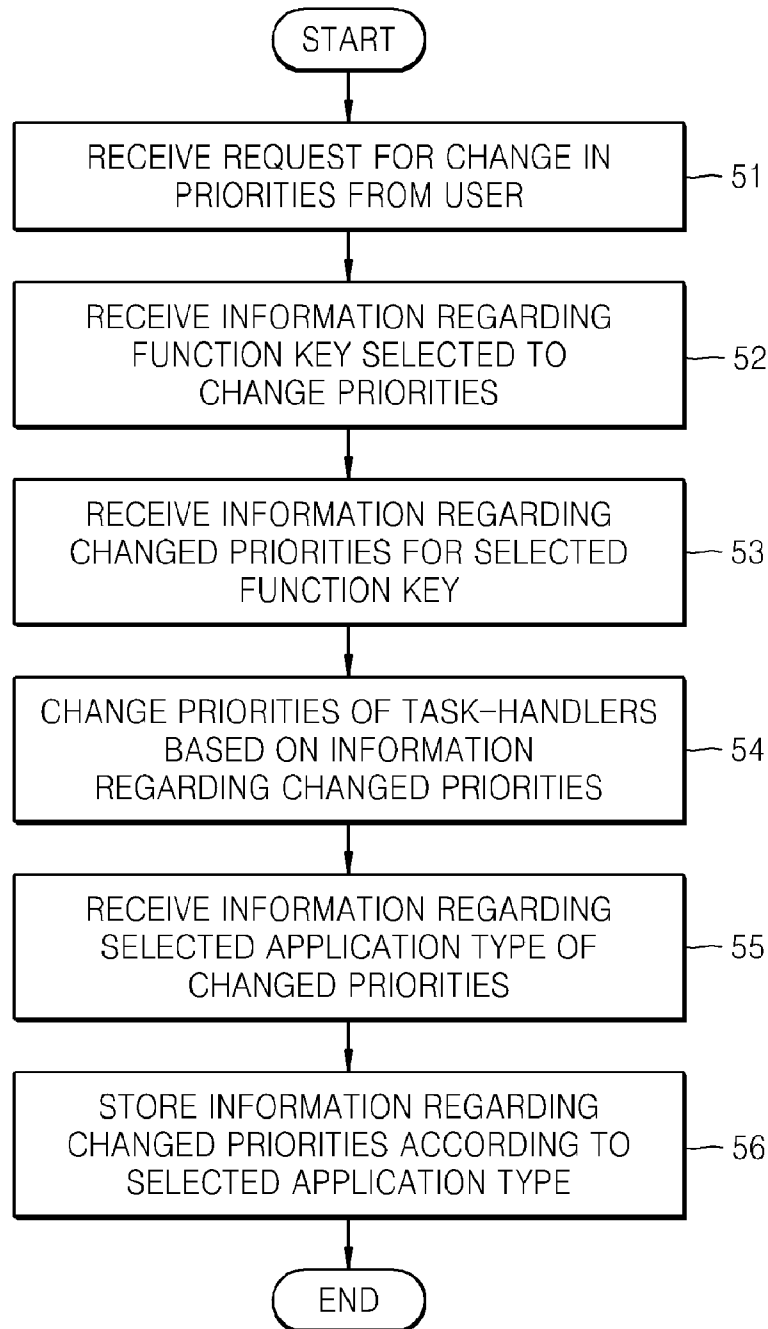 START
RECEIVE REQUEST FOR CHANGE IN
PRIORITIES FROM USER
51
RECEIVE INFORMATION REGARDING
FUNCTION KEY SELECTED TO
CHANGE PRIORITIES
52
RECEIVE INFORMATION REGARDING
CHANGED PRIORITIES FOR SELECTED
FUNCTION KEY
53
CHANGE PRIORITIES OF TASK-HANDLERS
BASED ON INFORMATION
REGARDING CHANGED PRIORITIES
54
RECEIVE INFORMATION REGARDING
SELECTED APPLICATION TYPE OF
CHANGED PRIORITIES
55
STORE INFORMATION REGARDING
CHANGED PRIORITIES ACCORDING TO
SELECTED APPLICATION TYPE
56
END